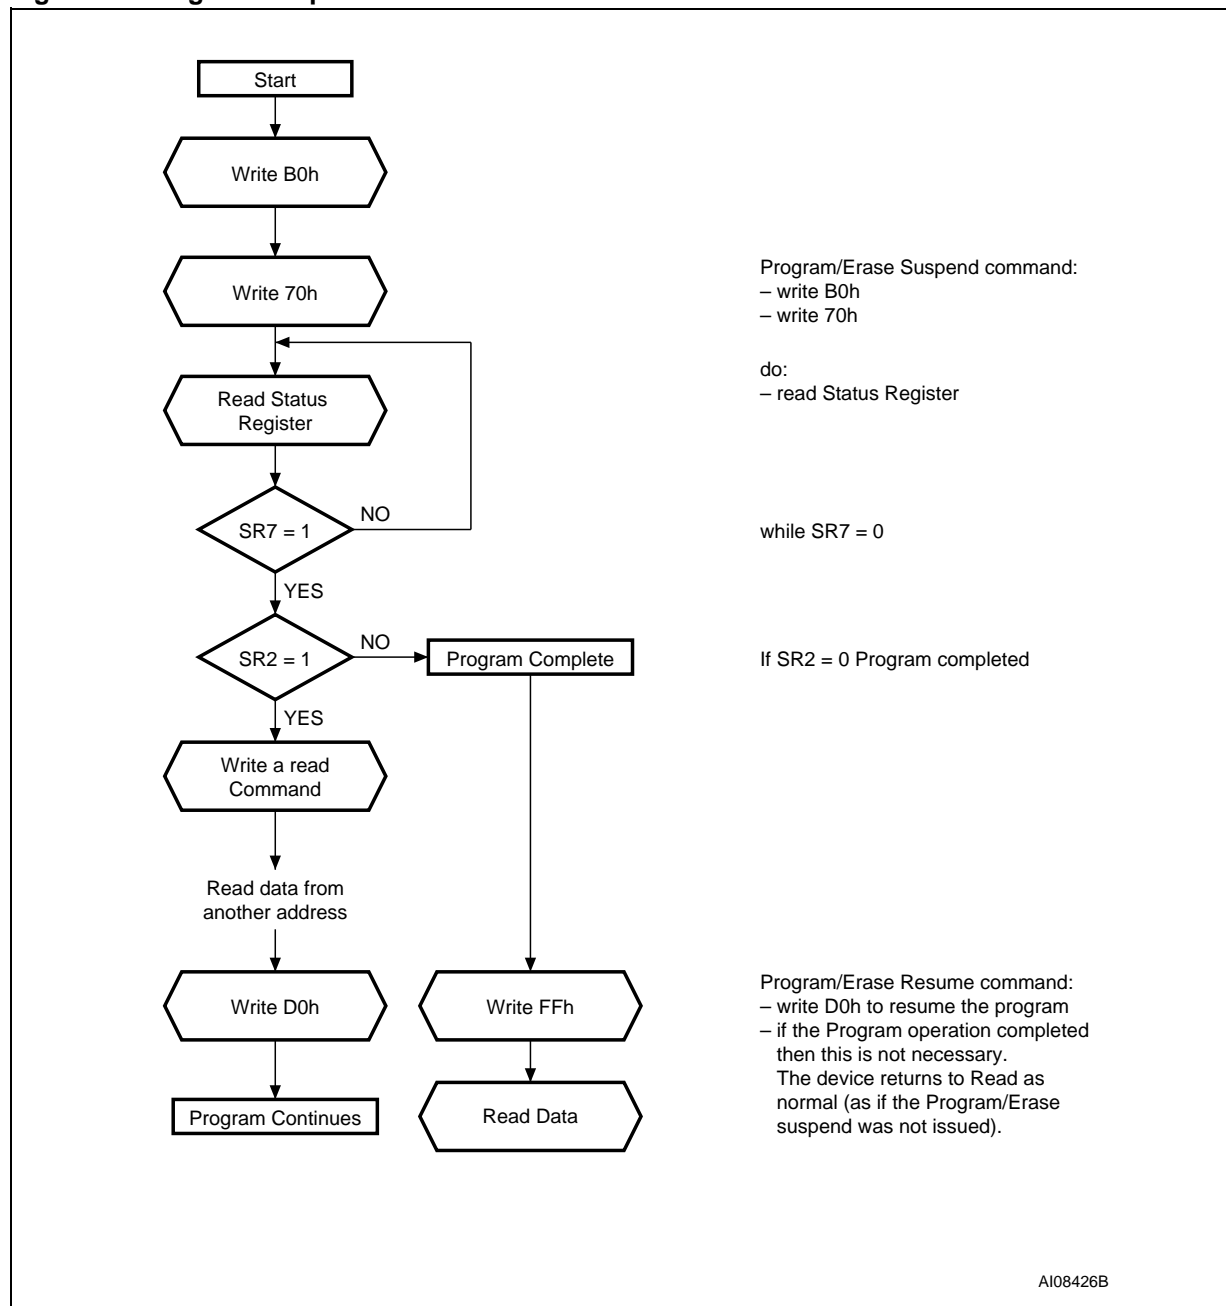 Start
Write B0h
Write 70h
Program/Erase Suspend command:
– write B0h
– write 70h
do:
– read Status Register
Read Status
Register
NO
SR7 = 1
while SR7 = 0
YES
NO
SR2 = 1
Program Complete
If SR2 = 0 Program completed
YES
Write a read
Command
Read data from
another address
Write D0h
Write FFh
Program/Erase Resume command:
– write D0h to resume the program
– if the Program operation completed
then this is not necessary.
The device returns to Read as
normal (as if the Program/Erase
suspend was not issued).
Program Continues
Read Data
AI08426B